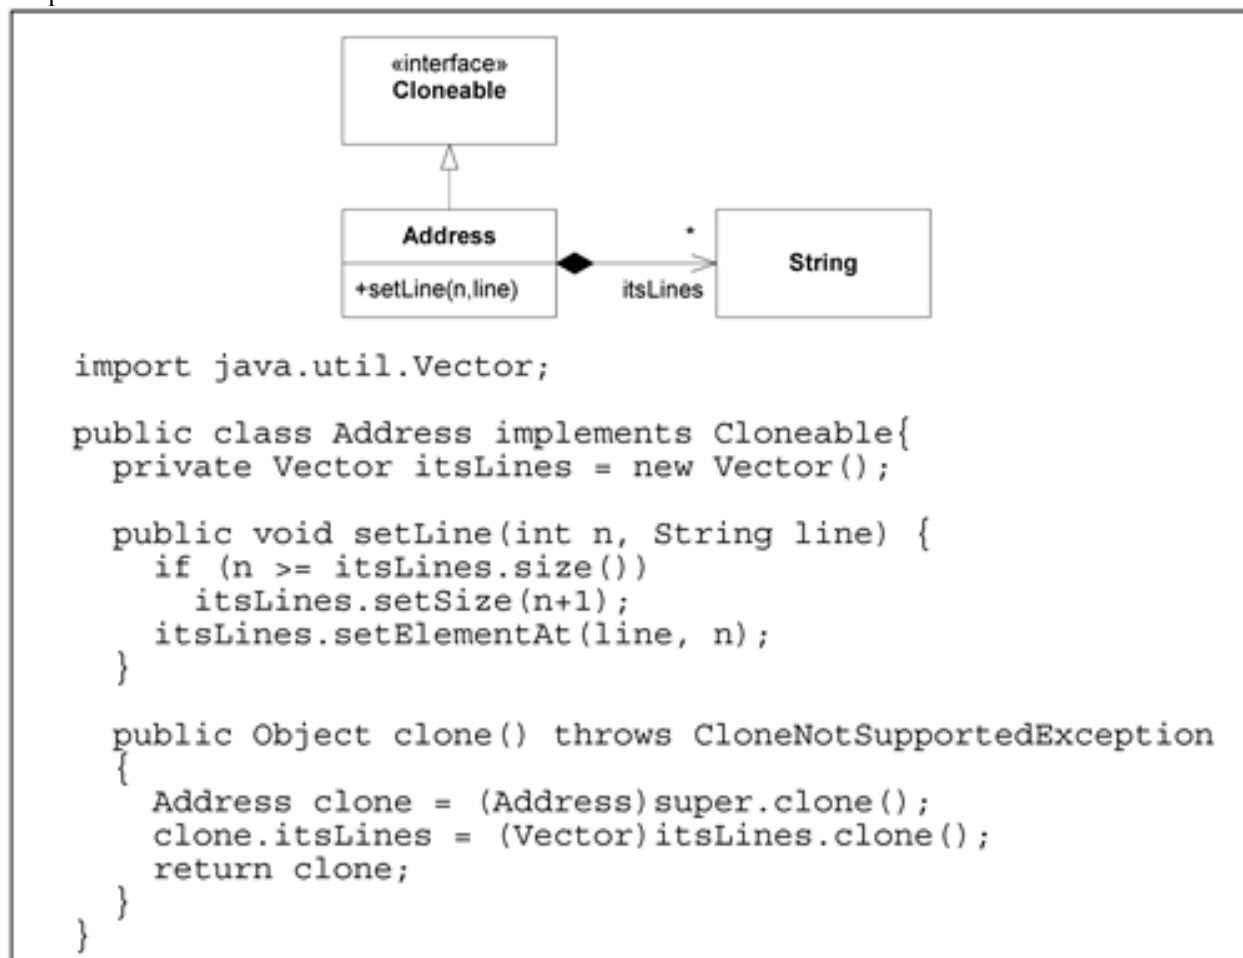 «interface»
Cloneable
Address
+setLine(n,line)
*
itsLines
String
import java.util.Vector;
public class Address implements Cloneable{
  private Vector itsLines = new Vector();
  public void setLine(int n, String line) {
    if (n >= itsLines.size())
      itsLines.setSize(n+1);
    itsLines.setElementAt(line, n);
  }
  public Object clone() throws CloneNotSupportedException
  {
    Address clone = (Address)super.clone();
    clone.itsLines = (Vector)itsLines.clone();
    return clone;
  }
}